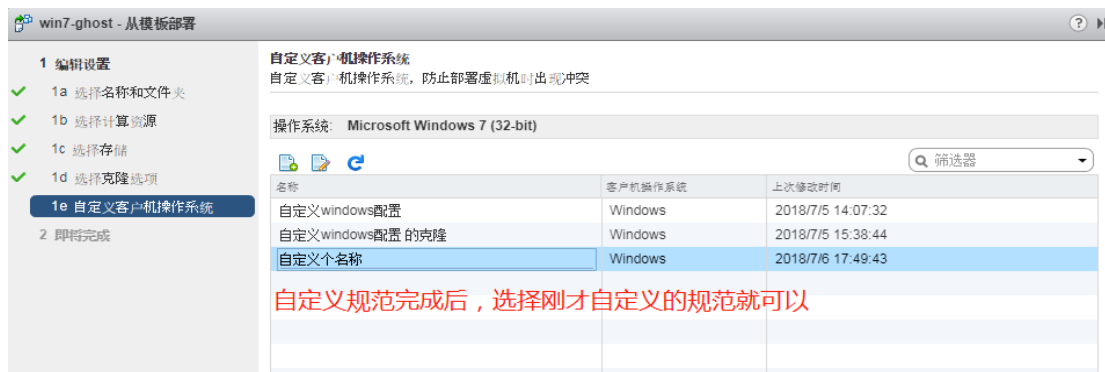 win7-ghost - 从模板部署
1 编辑设置
1a 选择名称和文件夹
1b 选择计算资源
1c 选择存储
1d 选择克隆选项
1e 自定义客户机操作系统
2 即将完成
自定义客户机操作系统
自定义客户机操作系统，防止部署虚拟机时出现冲突
操作系统: Microsoft Windows 7 (32-bit)
筛选器
名称 客户机操作系统 上次修改时间
自定义windows配置 Windows 2018/7/5 14:07:32
自定义windows配置 的克隆 Windows 2018/7/5 15:38:44
自定义个名称 Windows 2018/7/6 17:49:43
自定义规范完成后，选择刚才自定义的规范就可以